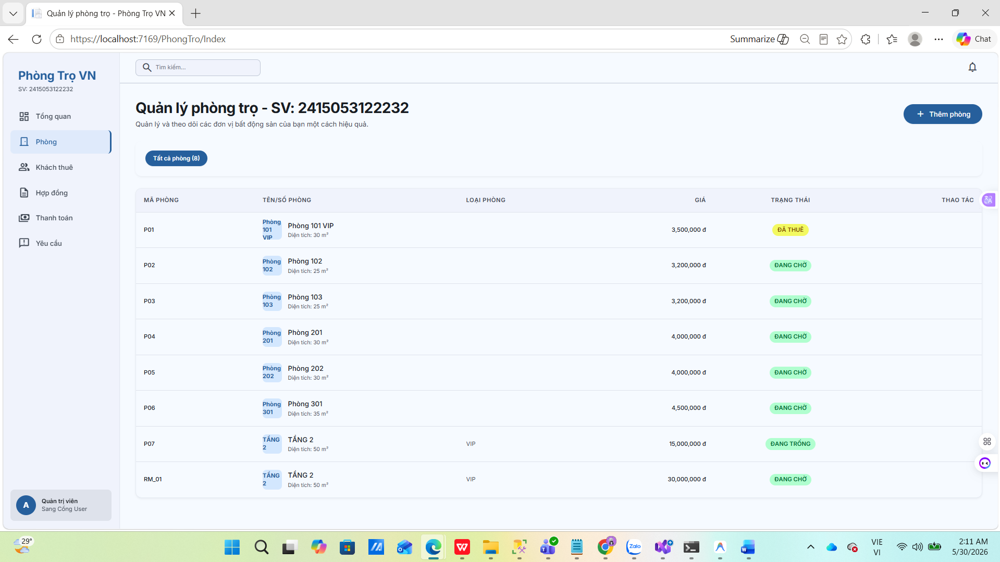 Quản lý phòng trọ - Phòng Trọ VN
https://localhost:7169/PhongTro/Index
Summarize
Chat
Phòng Trọ VN
SV: 2415053122232
Tổng quan
Phòng
Khách thuê
Hợp đồng
Thanh toán
Yêu cầu
Quản trị viên
Sang Cổng User
A
Tìm kiếm...
Quản lý phòng trọ - SV: 2415053122232
Quản lý và theo dõi các đơn vị bất động sản của bạn một cách hiệu quả.
Thêm phòng
Tất cả phòng (8)
MÃ PHÒNG TÊN/SỐ PHÒNG LOẠI PHÒNG GIÁ TRẠNG THÁI THAO TÁC
P01 Phòng 101 VIP Phòng 101 VIP 3,500,000 đ ĐÃ THUÊ
Diện tích: 30 m²
P02 Phòng 102 Phòng 102 3,200,000 đ ĐANG CHỜ
Diện tích: 25 m²
P03 Phòng 103 Phòng 103 3,200,000 đ ĐANG CHỜ
Diện tích: 25 m²
P04 Phòng 201 Phòng 201 4,000,000 đ ĐANG CHỜ
Diện tích: 30 m²
P05 Phòng 202 Phòng 202 4,000,000 đ ĐANG CHỜ
Diện tích: 30 m²
P06 Phòng 301 Phòng 301 4,500,000 đ ĐANG CHỜ
Diện tích: 35 m²
P07 TẦNG 2 TẦNG 2 VIP 15,000,000 đ ĐANG TRỐNG
Diện tích: 50 m²
RM_01 TẦNG 2 TẦNG 2 VIP 30,000,000 đ ĐANG CHỜ
Diện tích: 50 m²
29°
Zalo
VIE
VI
2:11 AM
5/30/2026